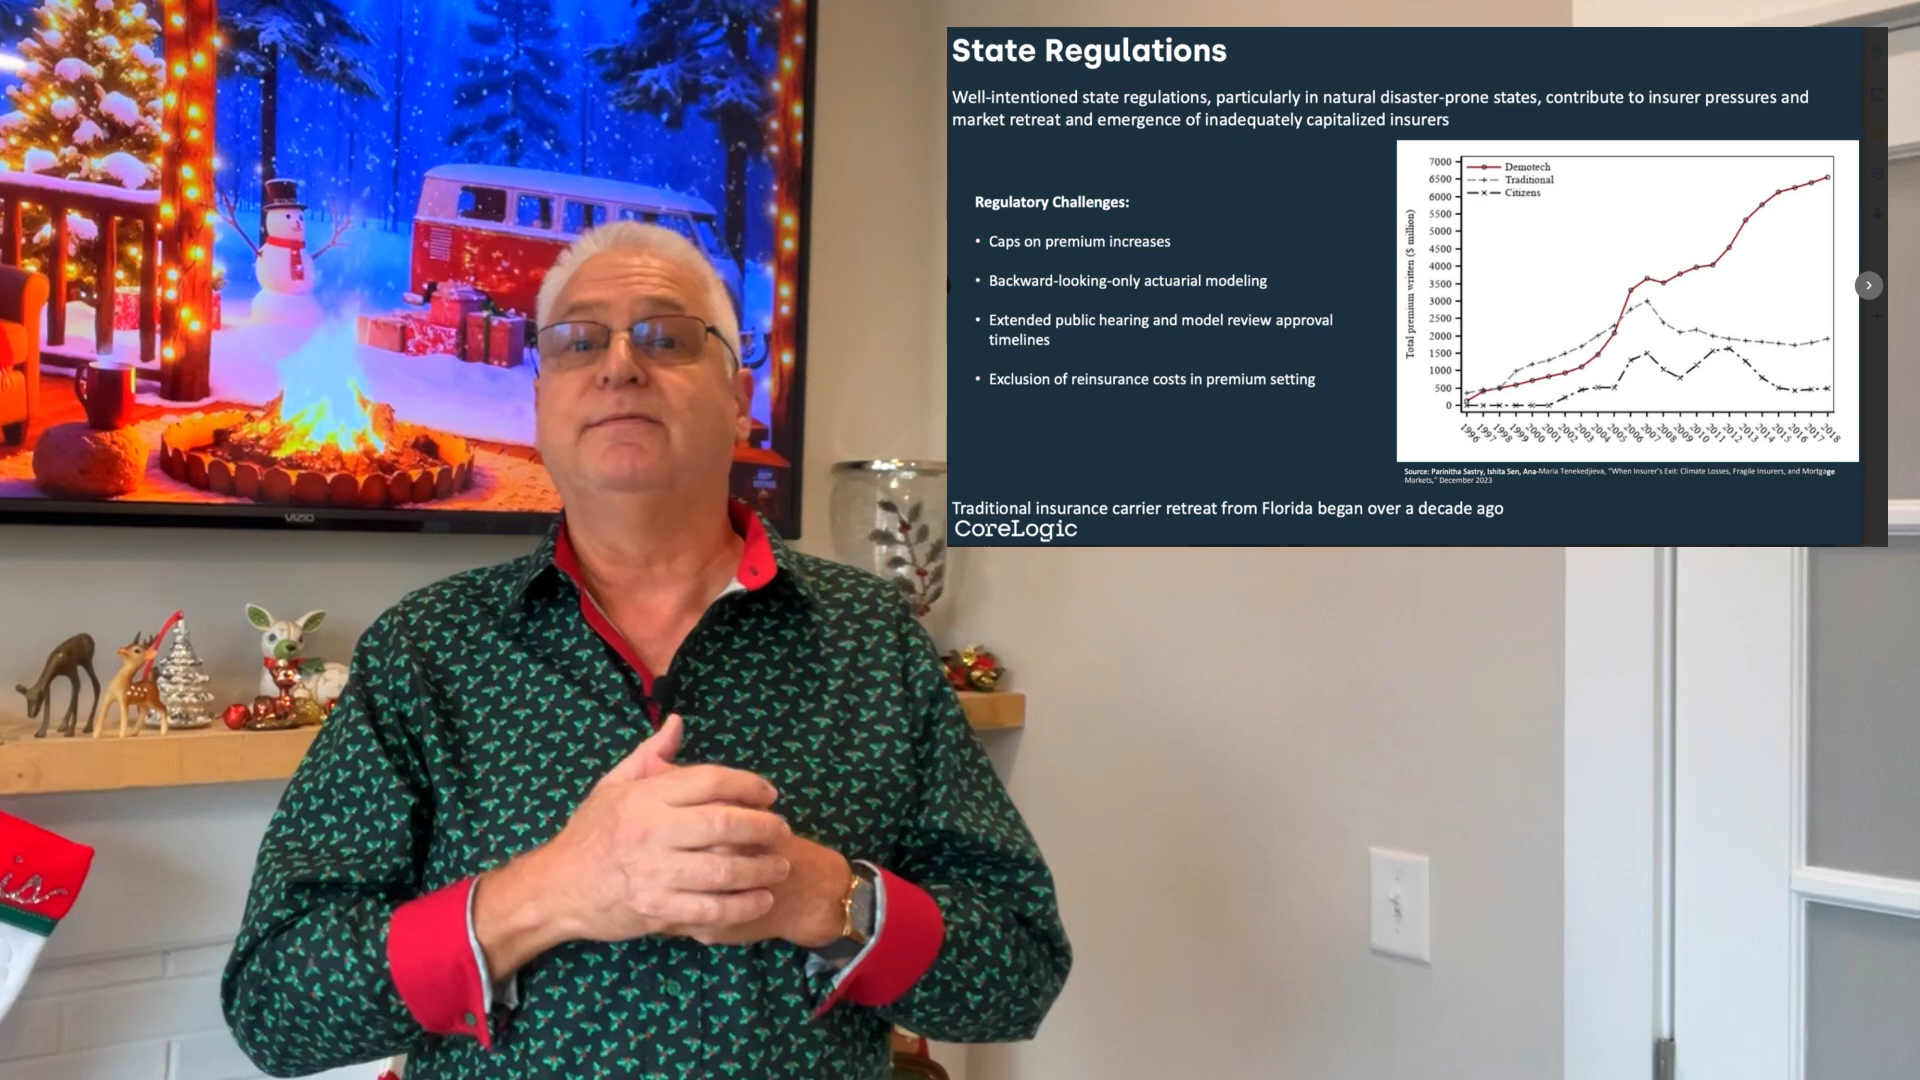 State Regulations
Well-intentioned state regulations, particularly in natural disaster-prone states, contribute to insurer pressures and
market retreat and emergence of inadequately capitalized insurers
Regulatory Challenges:
• Caps on premium increases
• Backward-looking-only actuarial modeling
• Extended public hearing and model review approval
timelines
• Exclusion of reinsurance costs in premium setting
Total premium written ($ million)
7000
6500
6000
5500
5000
4500
4000
3500
3000
2500
2000
1500
1000
500
0
Demotech
Traditional
Citizens
1996 1997 1998 1999 2000 2001 2002 2003 2004 2005 2006 2007 2008 2009 2010 2011 2012 2013 2014 2015 2016 2017 2018
Source: Parinitha Sastry, Ishita Sen, Ana-Maria Tenekedjieva, "When Insurer's Exit: Climate Losses, Fragile Insurers, and Mortgage
Markets," December 2023
Traditional insurance carrier retreat from Florida began over a decade ago
CoreLogic
VIZIO